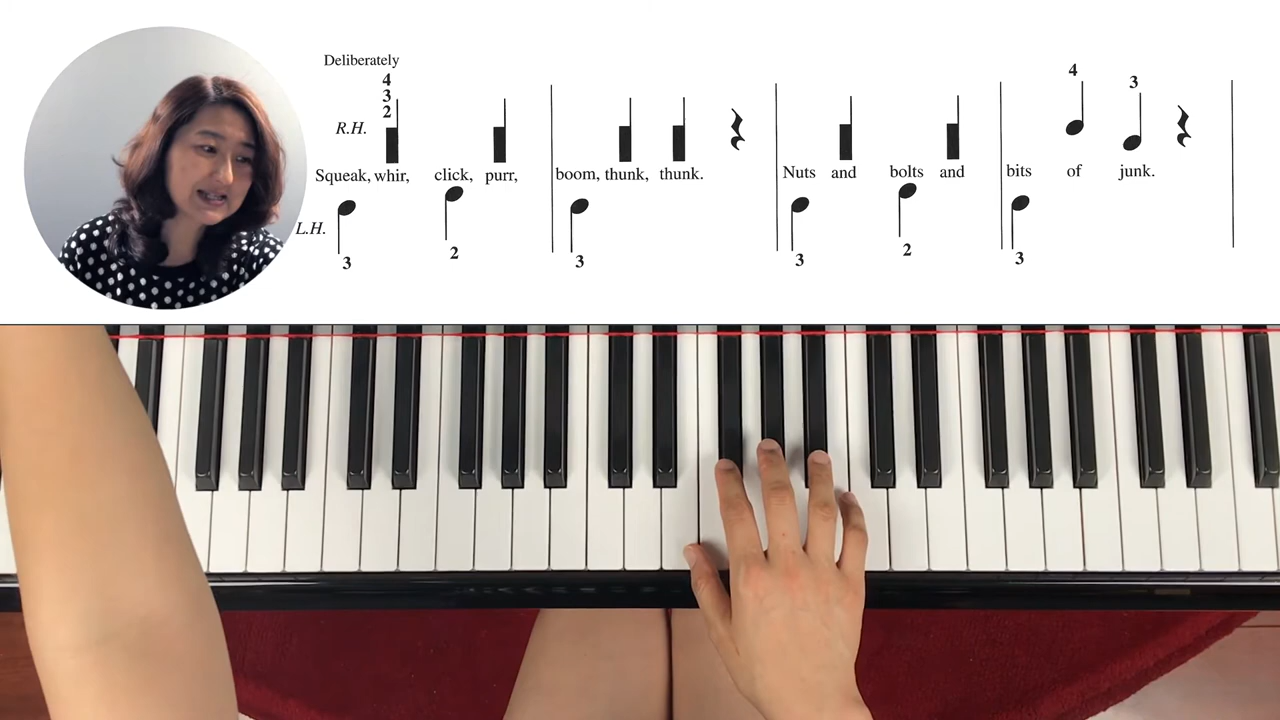 Deliberately
4
3
2
4
3
R.H.
Squeak, whir, click, purr, boom, thunk, thunk. Nuts and bolts and bits of junk.
L.H.
3 2 3 3 2 3